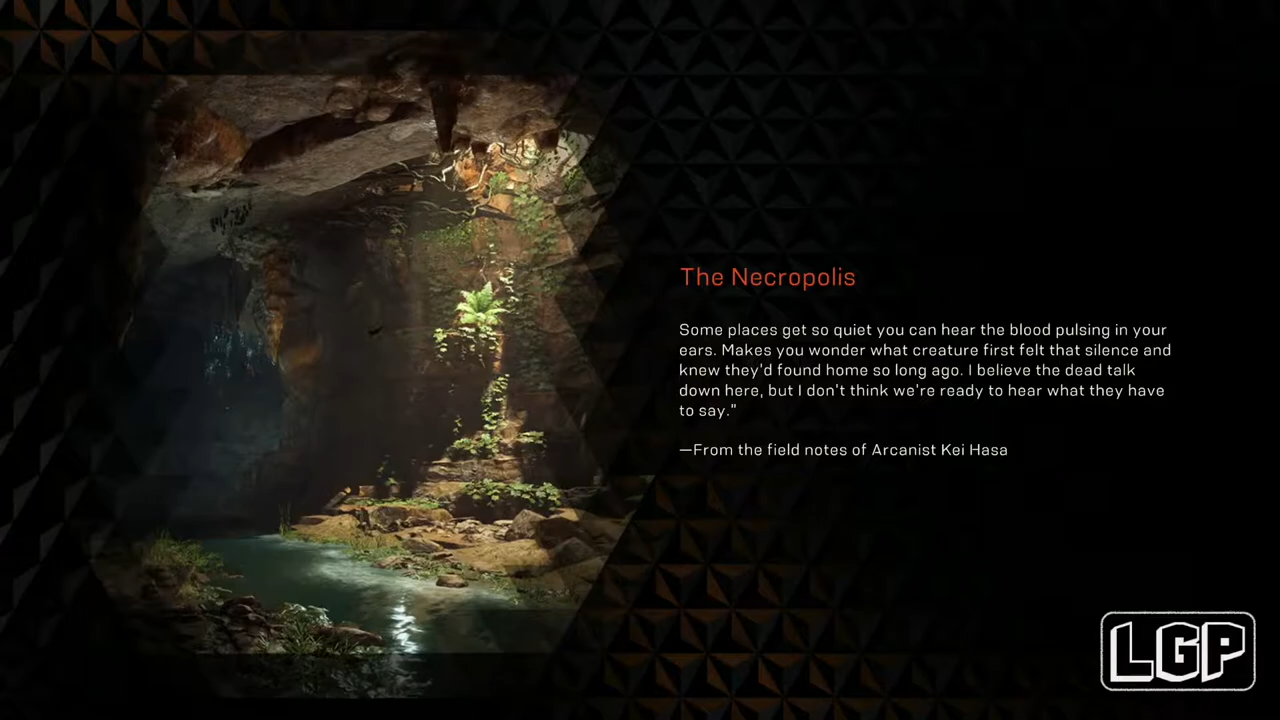 The Necropolis
Some places get so quiet you can hear the blood pulsing in your
ears. Makes you wonder what creature first felt that silence and
knew they'd found home so long ago. I believe the dead talk
down here, but I don't think we're ready to hear what they have
to say."
—From the field notes of Arcanist Kei Hasa
LGP